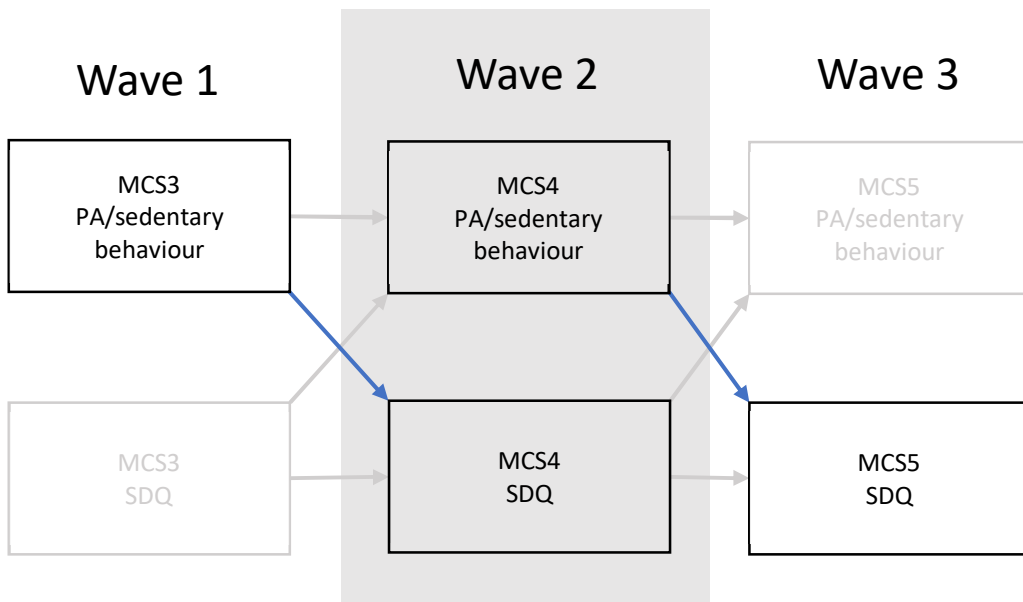 Wave 1
Wave 2
Wave 3
MCS3
PA/sedentary
behaviour
MCS4
PA/sedentary
behaviour
MCS5
PA/sedentary
behaviour
MCS3
SDQ
MCS4
SDQ
MCS5
SDQ